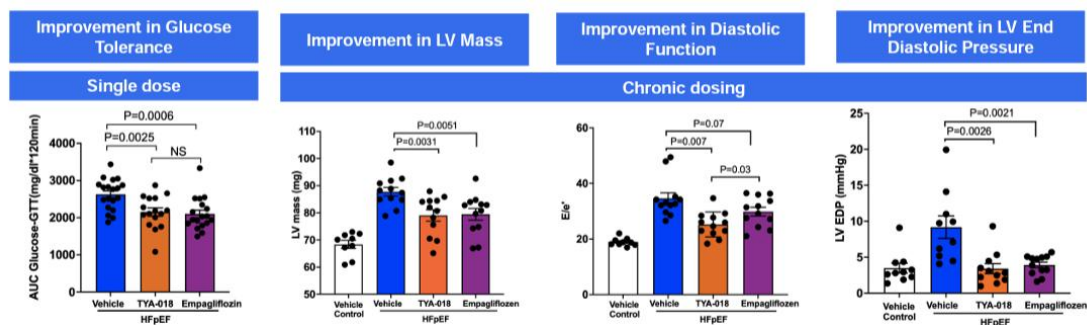 Improvement in Glucose
Tolerance
Improvement in LV Mass
Improvement in Diastolic
Function
Improvement in LV End
Diastolic Pressure
Single dose
Chronic dosing
AUC Glucose-GTT(mg/dl*120min)
4000
3000
2000
1000
0
P=0.0006
P=0.0025
NS
Vehicle
TYA-018
Empagliflozin
HFpEF
LV mass (mg)
110
100
90
80
70
60
50
P=0.0051
P=0.0031
Vehicle
Control
Vehicle
TYA-018
Empagliflozen
HFpEF
E/e'
80
60
40
20
0
P=0.07
P=0.007
P=0.03
Vehicle
Control
Vehicle
TYA-018
Empagliflozen
HFpEF
LV EDP (mmHg)
25
20
15
10
5
0
P=0.0021
P=0.0026
Vehicle
Control
Vehicle
TYA-018
Empagliflozen
HFpEF